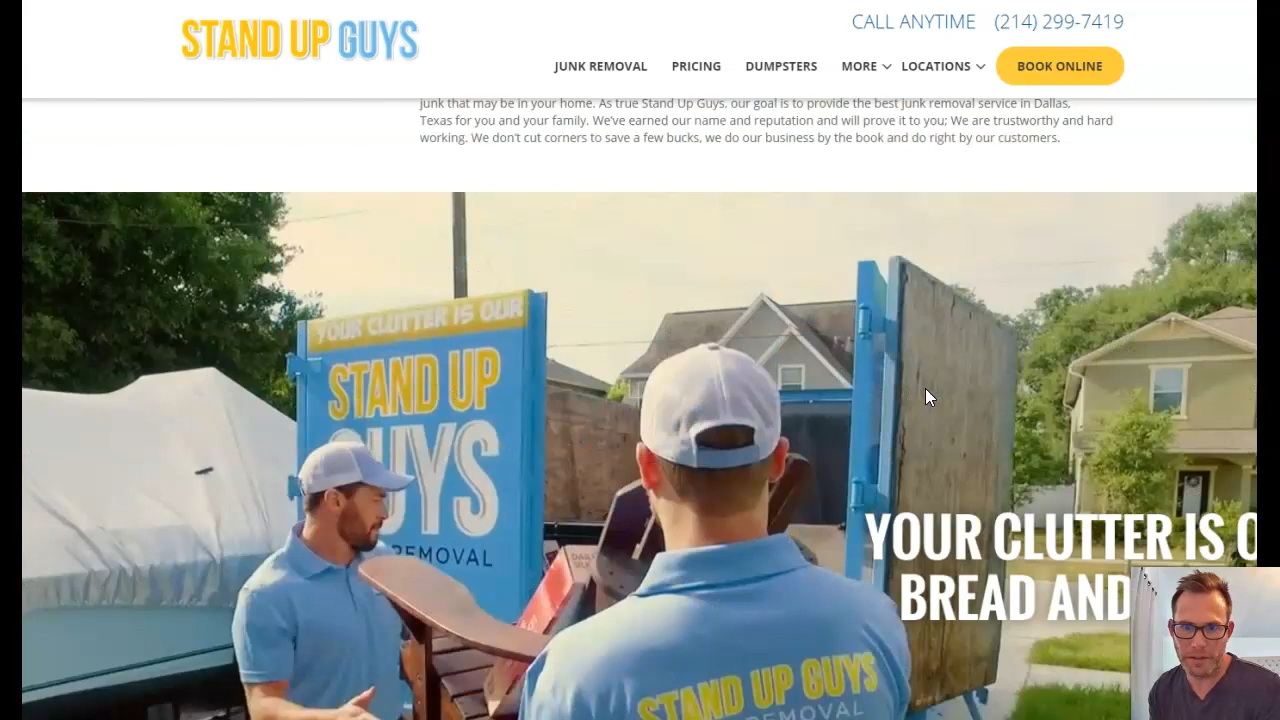 STAND UP GUYS
CALL ANYTIME (214) 299-7419
JUNK REMOVAL PRICING DUMPSTERS MORE LOCATIONS BOOK ONLINE
junk that may be in your home. As true Stand Up Guys, our goal is to provide the best junk removal service in Dallas,
Texas for you and your family. We've earned our name and reputation and will prove it to you; We are trustworthy and hard
working. We don't cut corners to save a few bucks, we do our business by the book and do right by our customers.
YOUR CLUTTER IS OUR
STAND UP
GUYS
REMOVAL
YOUR CLUTTER IS O
BREAD AND
STAND UP GUYS
REMOVAL